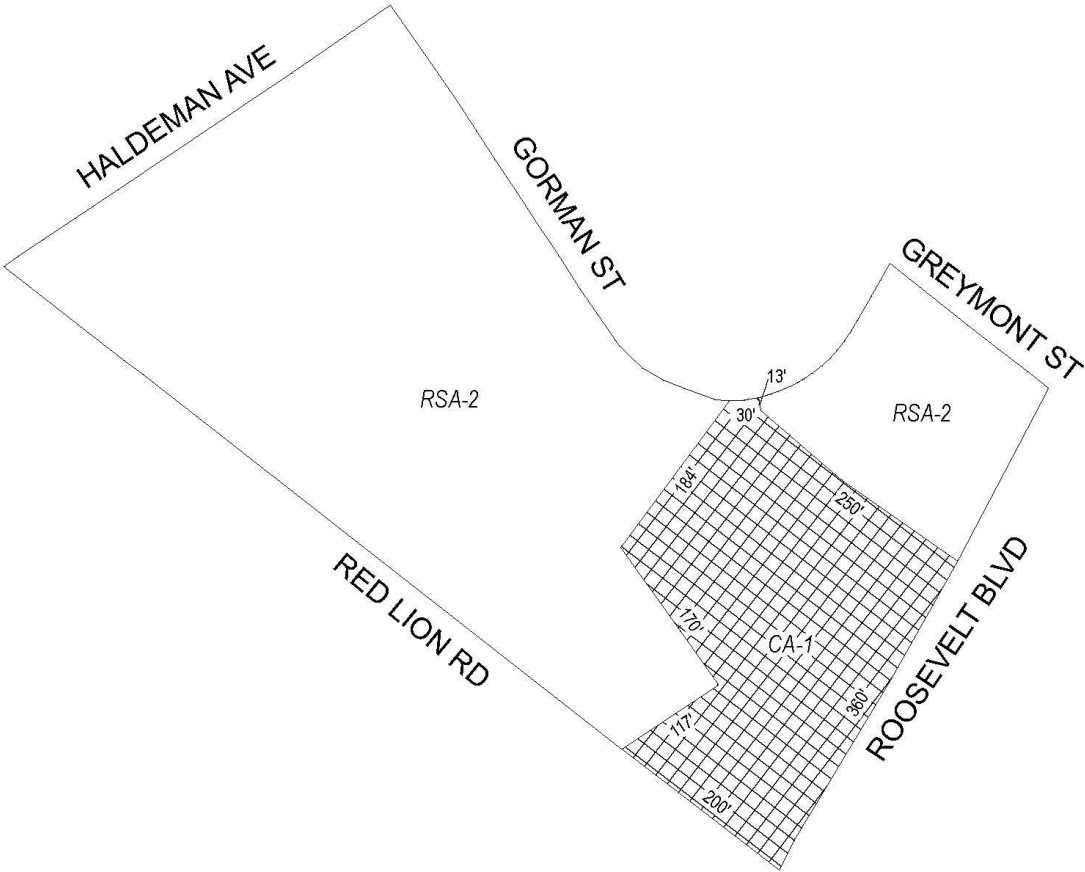 HALDEMAN AVE
GORMAN ST
GREYMONT ST
13'
30'
RSA-2
RSA-2
184'
250'
RED LION RD
170'
CA-1
ROOSEVELT BLVD
360'
117'
200'